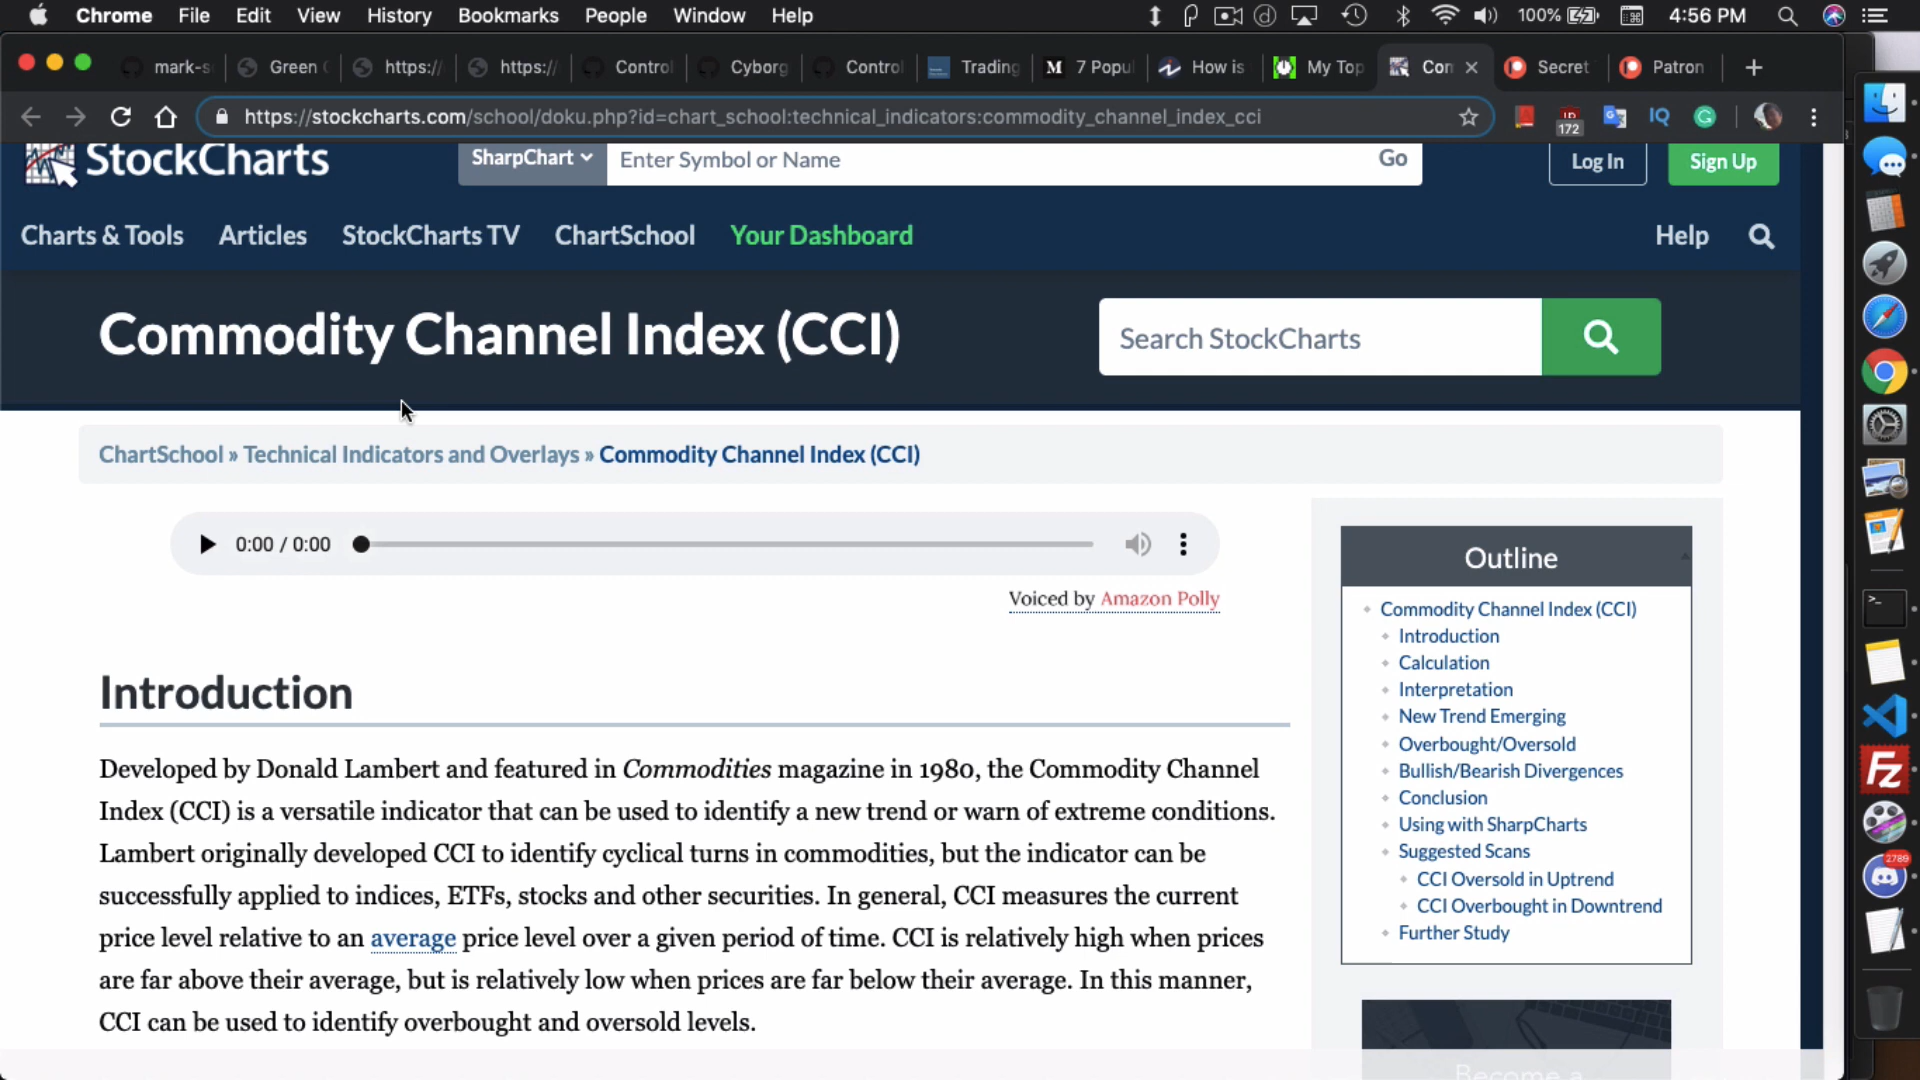 Chrome File Edit View History Bookmarks People Window Help 100% 4:56 PM
mark-s Green https:/ https:/ Control Cyborg Control Trading M 7 Popu How is My Top Con Secret Patron
https://stockcharts.com/school/doku.php?id=chart_school:technical_indicators:commodity_channel_index_cci
172 IQ
StockCharts SharpChart Enter Symbol or Name Go Log In Sign Up
Charts & Tools Articles StockCharts TV ChartSchool Your Dashboard Help
Commodity Channel Index (CCI) Search StockCharts
ChartSchool » Technical Indicators and Overlays » Commodity Channel Index (CCI)
0:00 / 0:00
Voiced by Amazon Polly
Introduction
Developed by Donald Lambert and featured in Commodities magazine in 1980, the Commodity Channel
Index (CCI) is a versatile indicator that can be used to identify a new trend or warn of extreme conditions.
Lambert originally developed CCI to identify cyclical turns in commodities, but the indicator can be
successfully applied to indices, ETFs, stocks and other securities. In general, CCI measures the current
price level relative to an average price level over a given period of time. CCI is relatively high when prices
are far above their average, but is relatively low when prices are far below their average. In this manner,
CCI can be used to identify overbought and oversold levels.
Outline
Commodity Channel Index (CCI)
Introduction
Calculation
Interpretation
New Trend Emerging
Overbought/Oversold
Bullish/Bearish Divergences
Conclusion
Using with SharpCharts
Suggested Scans
CCI Oversold in Uptrend
CCI Overbought in Downtrend
Further Study
Become a
Fz
2789